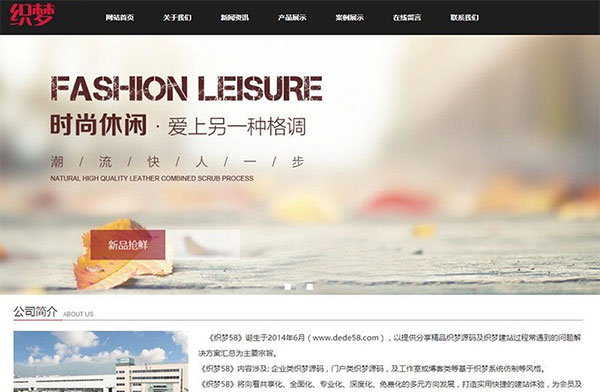 织梦
网站首页 关于我们 新闻资讯 产品展示 案例展示 在线留言 联系我们
FASHION LEISURE
时尚休闲·爱上另一种格调
潮 / 流 / 快 / 人 / 一 / 步
NATURAL HIGH QUALITY LEATHER COMBINED SCRUB PROCESS
新品抢鲜
公司简介 ABOUT US
《织梦58》诞生于2014年6月（www.dede58.com），以提供分享精品织梦源码及织梦建站过程常遇到的问题解
决方案汇总为主要宗旨。
《织梦58》内容涉及: 企业类织梦源码，门户类织梦源码，及工作室或博客类等基于织梦系统仿制等风格。
《织梦58》将向着共享化、全面化、专业化、深度化、免惫化的多元方向发展，打造实用快捷的建站体验，为会员及